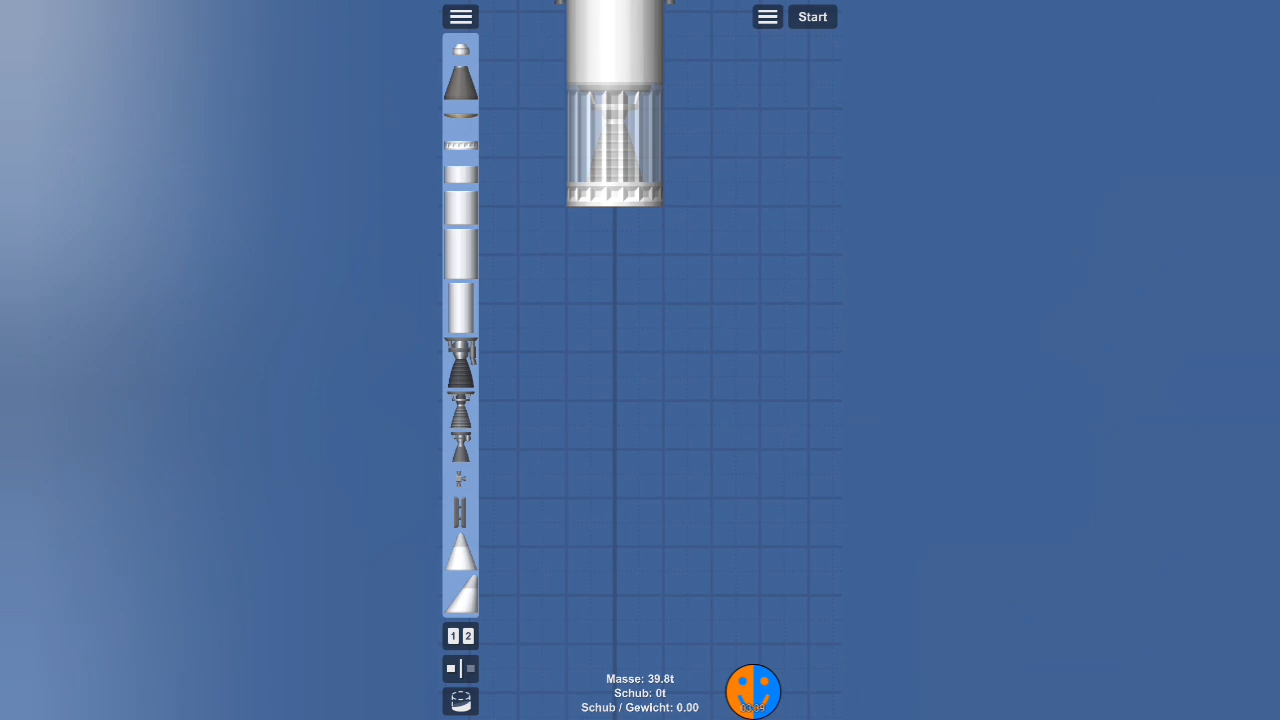 Start
1 2
Masse: 39.8t
Schub: 0t
Schub / Gewicht: 0.00